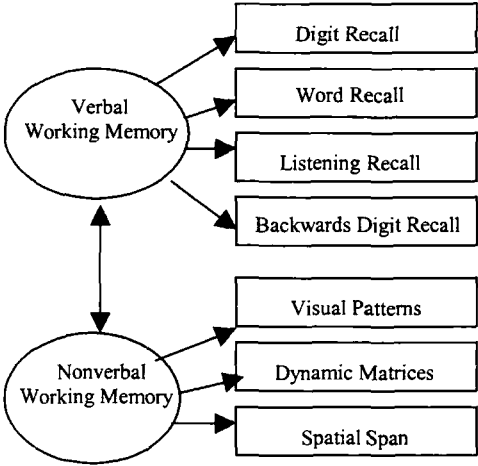 Digit Recall
Verbal
Working Memory
Word Recall
Listening Recall
Backwards Digit Recall
Visual Patterns
Nonverbal
Working Memory
Dynamic Matrices
Spatial Span